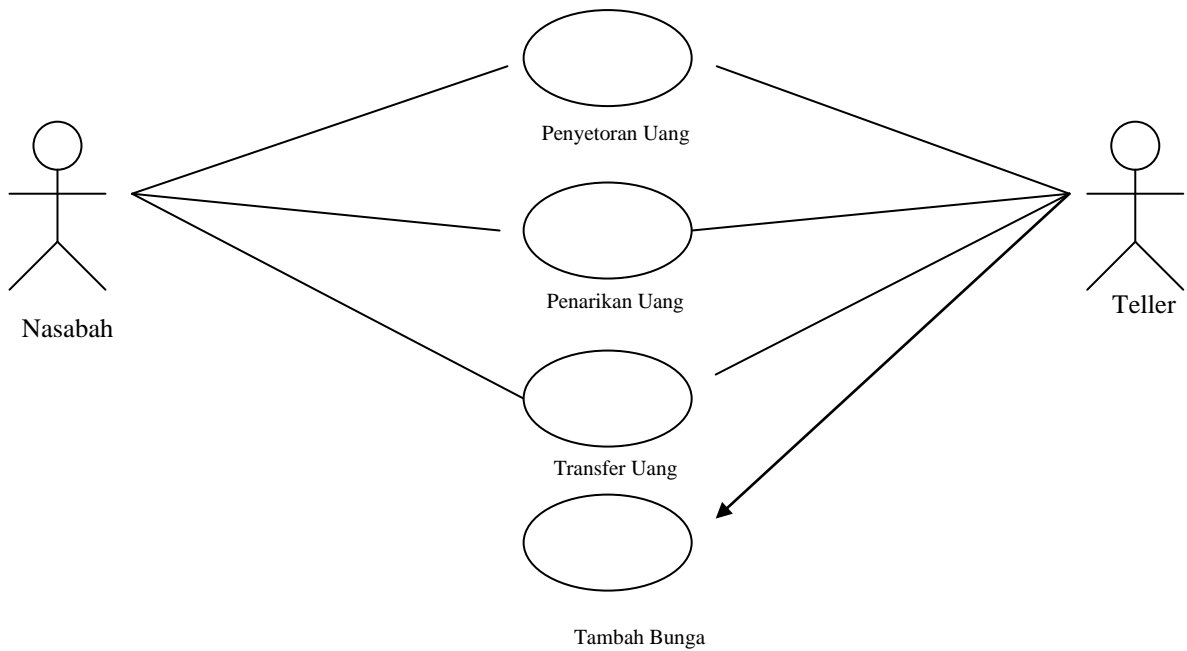 Penyetoran Uang
Nasabah
Penarikan Uang
Teller
Transfer Uang
Tambah Bunga